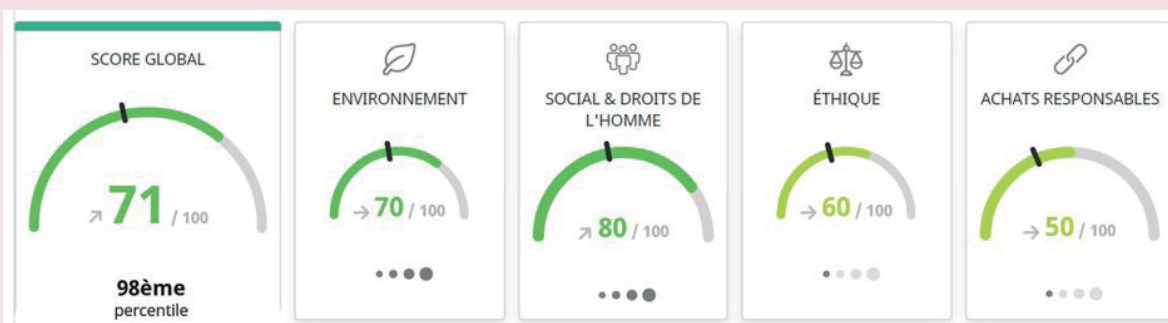 SCORE GLOBAL
71 / 100
98ème
percentile
ENVIRONNEMENT
70 / 100
SOCIAL & DROITS DE
L'HOMME
80 / 100
ÉTHIQUE
60 / 100
ACHATS RESPONSABLES
50 / 100